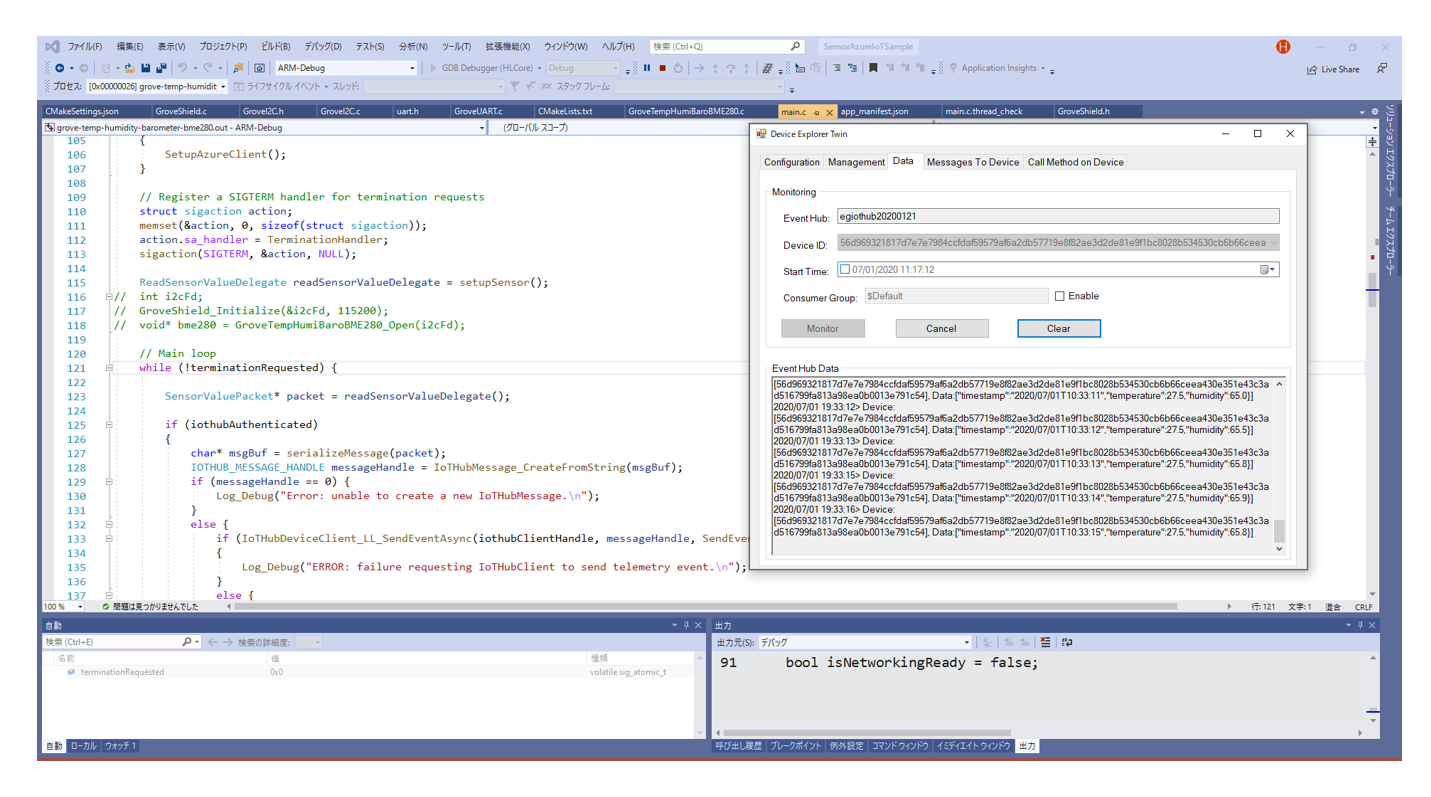 ファイル(F) 編集(E) 表示(V) プロジェクト(P) ビルド(B) デバッグ(D) テスト(S) 分析(N) ツール(T) 拡張機能(X) ウィンドウ(W) ヘルプ(H) 検索 (Ctrl+Q) SensorAzureIoTSample H
ARM-Debug GDB Debugger (HLCore) Debug Application Insights Live Share
プロセス: [0x00000026] grove-temp-humidit ライフサイクル イベント スレッド: スタック フレーム:
CMakeSettings.json GroveShield.c GroveI2C.h GroveI2C.c uart.h GroveUART.c CMakeLists.txt GroveTempHumiBaroBME280.c main.c app_manifest.json main.c.thread_check GroveShield.h
grove-temp-humidity-barometer-bme280.out - ARM-Debug (グローバル スコープ)
ソリューション エクスプローラー
チーム エクスプローラー
105 {
106 SetupAzureClient();
107 }
108
109 // Register a SIGTERM handler for termination requests
110 struct sigaction action;
111 memset(&action, 0, sizeof(struct sigaction));
112 action.sa_handler = TerminationHandler;
113 sigaction(SIGTERM, &action, NULL);
114
115 ReadSensorValueDelegate readSensorValueDelegate = setupSensor();
116 // int i2cFd;
117 // GroveShield_Initialize(&i2cFd, 115200);
118 // void* bme280 = GroveTempHumiBaroBME280_Open(i2cFd);
119
120 // Main loop
121 while (!terminationRequested) {
122
123 SensorValuePacket* packet = readSensorValueDelegate();
124
125 if (iothubAuthenticated)
126 {
127 char* msgBuf = serializeMessage(packet);
128 IOTHUB_MESSAGE_HANDLE messageHandle = IoTHubMessage_CreateFromString(msgBuf);
129 if (messageHandle == 0) {
130 Log_Debug("Error: unable to create a new IoTHubMessage.\n");
131 }
132 else {
133 if (IoTHubDeviceClient_LL_SendEventAsync(iothubClientHandle, messageHandle, SendEve
134 {
135 Log_Debug("ERROR: failure requesting IoTHubClient to send telemetry event.\n");
136 }
137 else {
100 % 問題は見つかりませんでした 行: 121 文字: 1 混合 CRLF
Device Explorer Twin
Configuration Management Data Messages To Device Call Method on Device
Monitoring
Event Hub: egiothub20200121
Device ID: 56d969321817d7e7e7984ccfdaf59579af6a2db57719e8f82ae3d2de81e9f1bc8028b534530cb6b66ceea
Start Time: 07/01/2020 11:17:12
Consumer Group: $Default Enable
Monitor Cancel Clear
Event Hub Data
[56d969321817d7e7e7984ccfdaf59579af6a2db57719e8f82ae3d2de81e9f1bc8028b534530cb6b66ceea430e351e43c3a
d516799fa813a98ea0b0013e791c54], Data:["timestamp":"2020/07/01T10:33:11","temperature":27.5,"humidity":65.0}]
2020/07/01 19:33:12> Device:
[56d969321817d7e7e7984ccfdaf59579af6a2db57719e8f82ae3d2de81e9f1bc8028b534530cb6b66ceea430e351e43c3a
d516799fa813a98ea0b0013e791c54], Data:["timestamp":"2020/07/01T10:33:12","temperature":27.5,"humidity":65.5}]
2020/07/01 19:33:13> Device:
[56d969321817d7e7e7984ccfdaf59579af6a2db57719e8f82ae3d2de81e9f1bc8028b534530cb6b66ceea430e351e43c3a
d516799fa813a98ea0b0013e791c54], Data:["timestamp":"2020/07/01T10:33:13","temperature":27.5,"humidity":65.8}]
2020/07/01 19:33:15> Device:
[56d969321817d7e7e7984ccfdaf59579af6a2db57719e8f82ae3d2de81e9f1bc8028b534530cb6b66ceea430e351e43c3a
d516799fa813a98ea0b0013e791c54], Data:["timestamp":"2020/07/01T10:33:14","temperature":27.5,"humidity":65.9}]
2020/07/01 19:33:16> Device:
[56d969321817d7e7e7984ccfdaf59579af6a2db57719e8f82ae3d2de81e9f1bc8028b534530cb6b66ceea430e351e43c3a
d516799fa813a98ea0b0013e791c54], Data:["timestamp":"2020/07/01T10:33:15","temperature":27.5,"humidity":65.8}]
自動
検索 (Ctrl+E) 検索の詳細度:
名前 値 種類
terminationRequested 0x0 volatile sig_atomic_t
自動 ローカル ウォッチ 1
出力
出力元(S): デバッグ
91 bool isNetworkingReady = false;
呼び出し履歴 ブレークポイント 例外設定 コマンド ウィンドウ イミディエイト ウィンドウ 出力